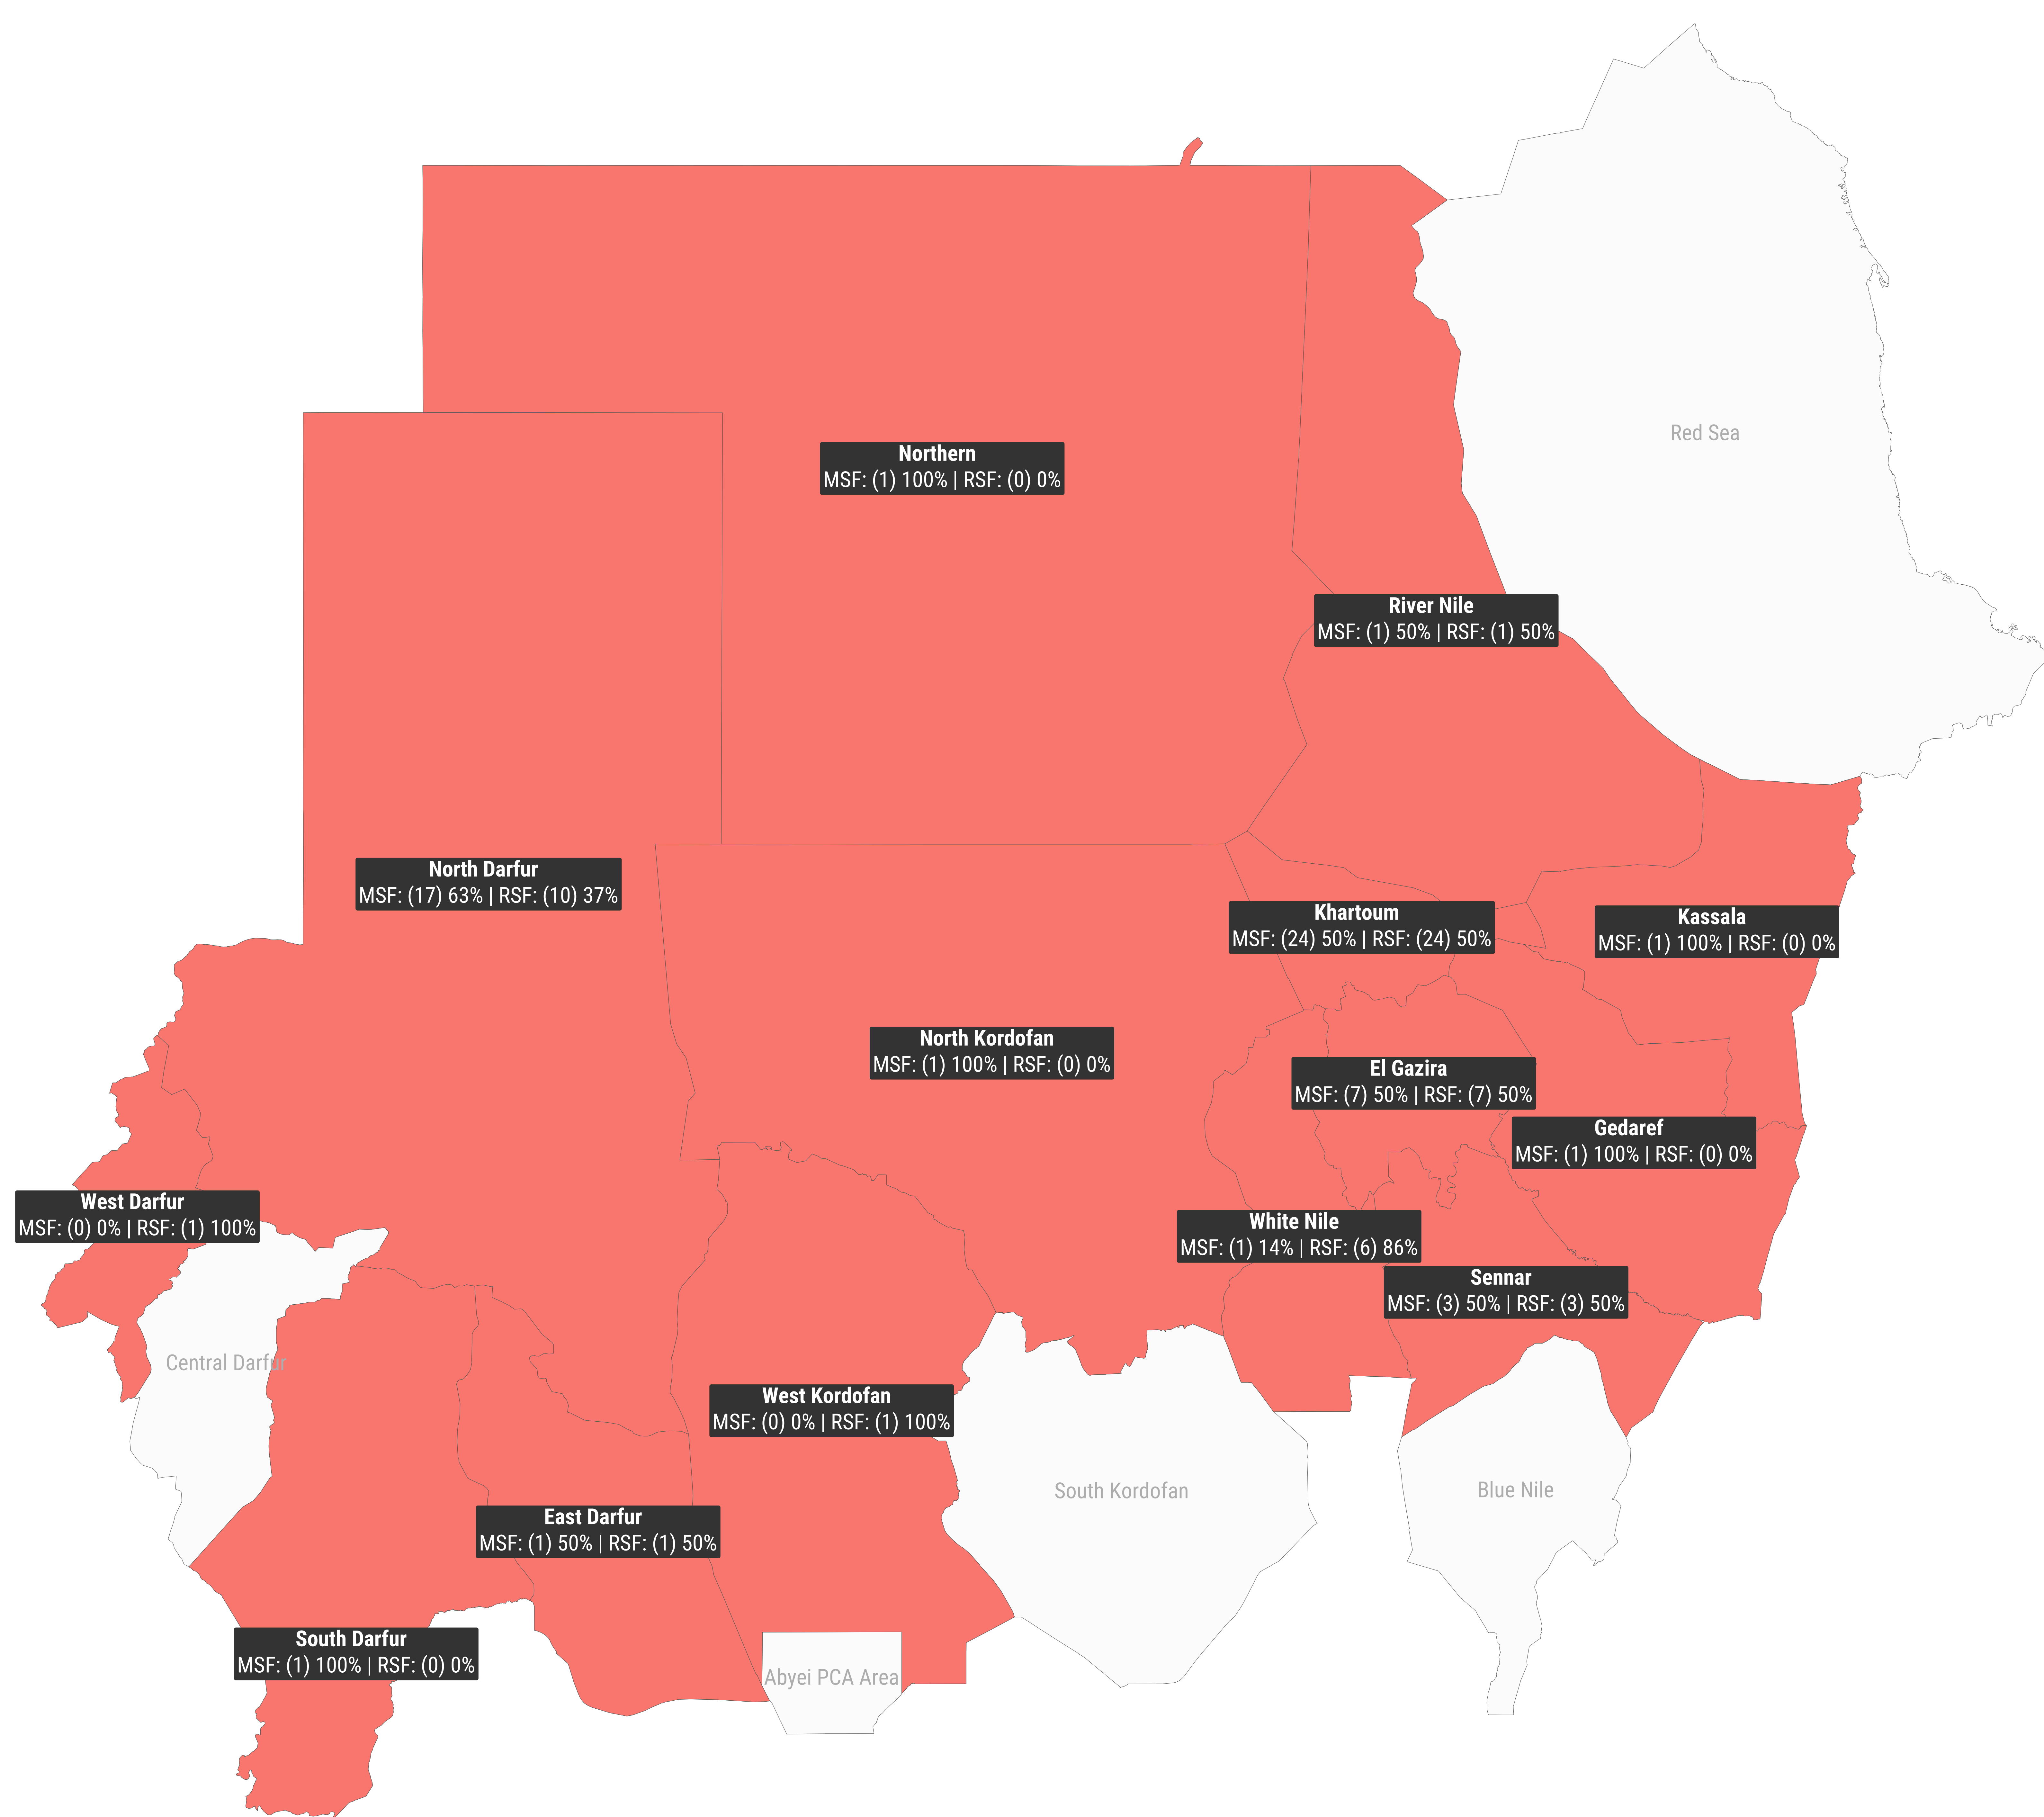 Red Sea
Northern
MSF: (1) 100% | RSF: (0) 0%
River Nile
MSF: (1) 50% | RSF: (1) 50%
North Darfur
MSF: (17) 63% | RSF: (10) 37%
Khartoum
MSF: (24) 50% | RSF: (24) 50%
Kassala
MSF: (1) 100% | RSF: (0) 0%
North Kordofan
MSF: (1) 100% | RSF: (0) 0%
El Gazira
MSF: (7) 50% | RSF: (7) 50%
Gedaref
MSF: (1) 100% | RSF: (0) 0%
West Darfur
MSF: (0) 0% | RSF: (1) 100%
White Nile
MSF: (1) 14% | RSF: (6) 86%
Sennar
MSF: (3) 50% | RSF: (3) 50%
Central Darfur
West Kordofan
MSF: (0) 0% | RSF: (1) 100%
South Kordofan
Blue Nile
East Darfur
MSF: (1) 50% | RSF: (1) 50%
South Darfur
MSF: (1) 100% | RSF: (0) 0%
Abyei PCA Area